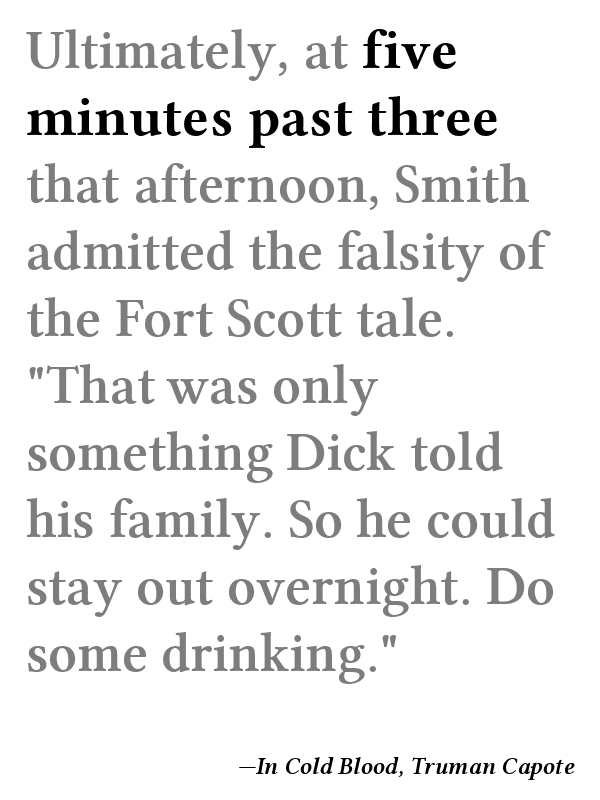 Ultimately, at five
minutes past three
that afternoon, Smith
admitted the falsity of
the Fort Scott tale.
"That was only
something Dick told
his family. So he could
stay out overnight. Do
some drinking."
—In Cold Blood, Truman Capote